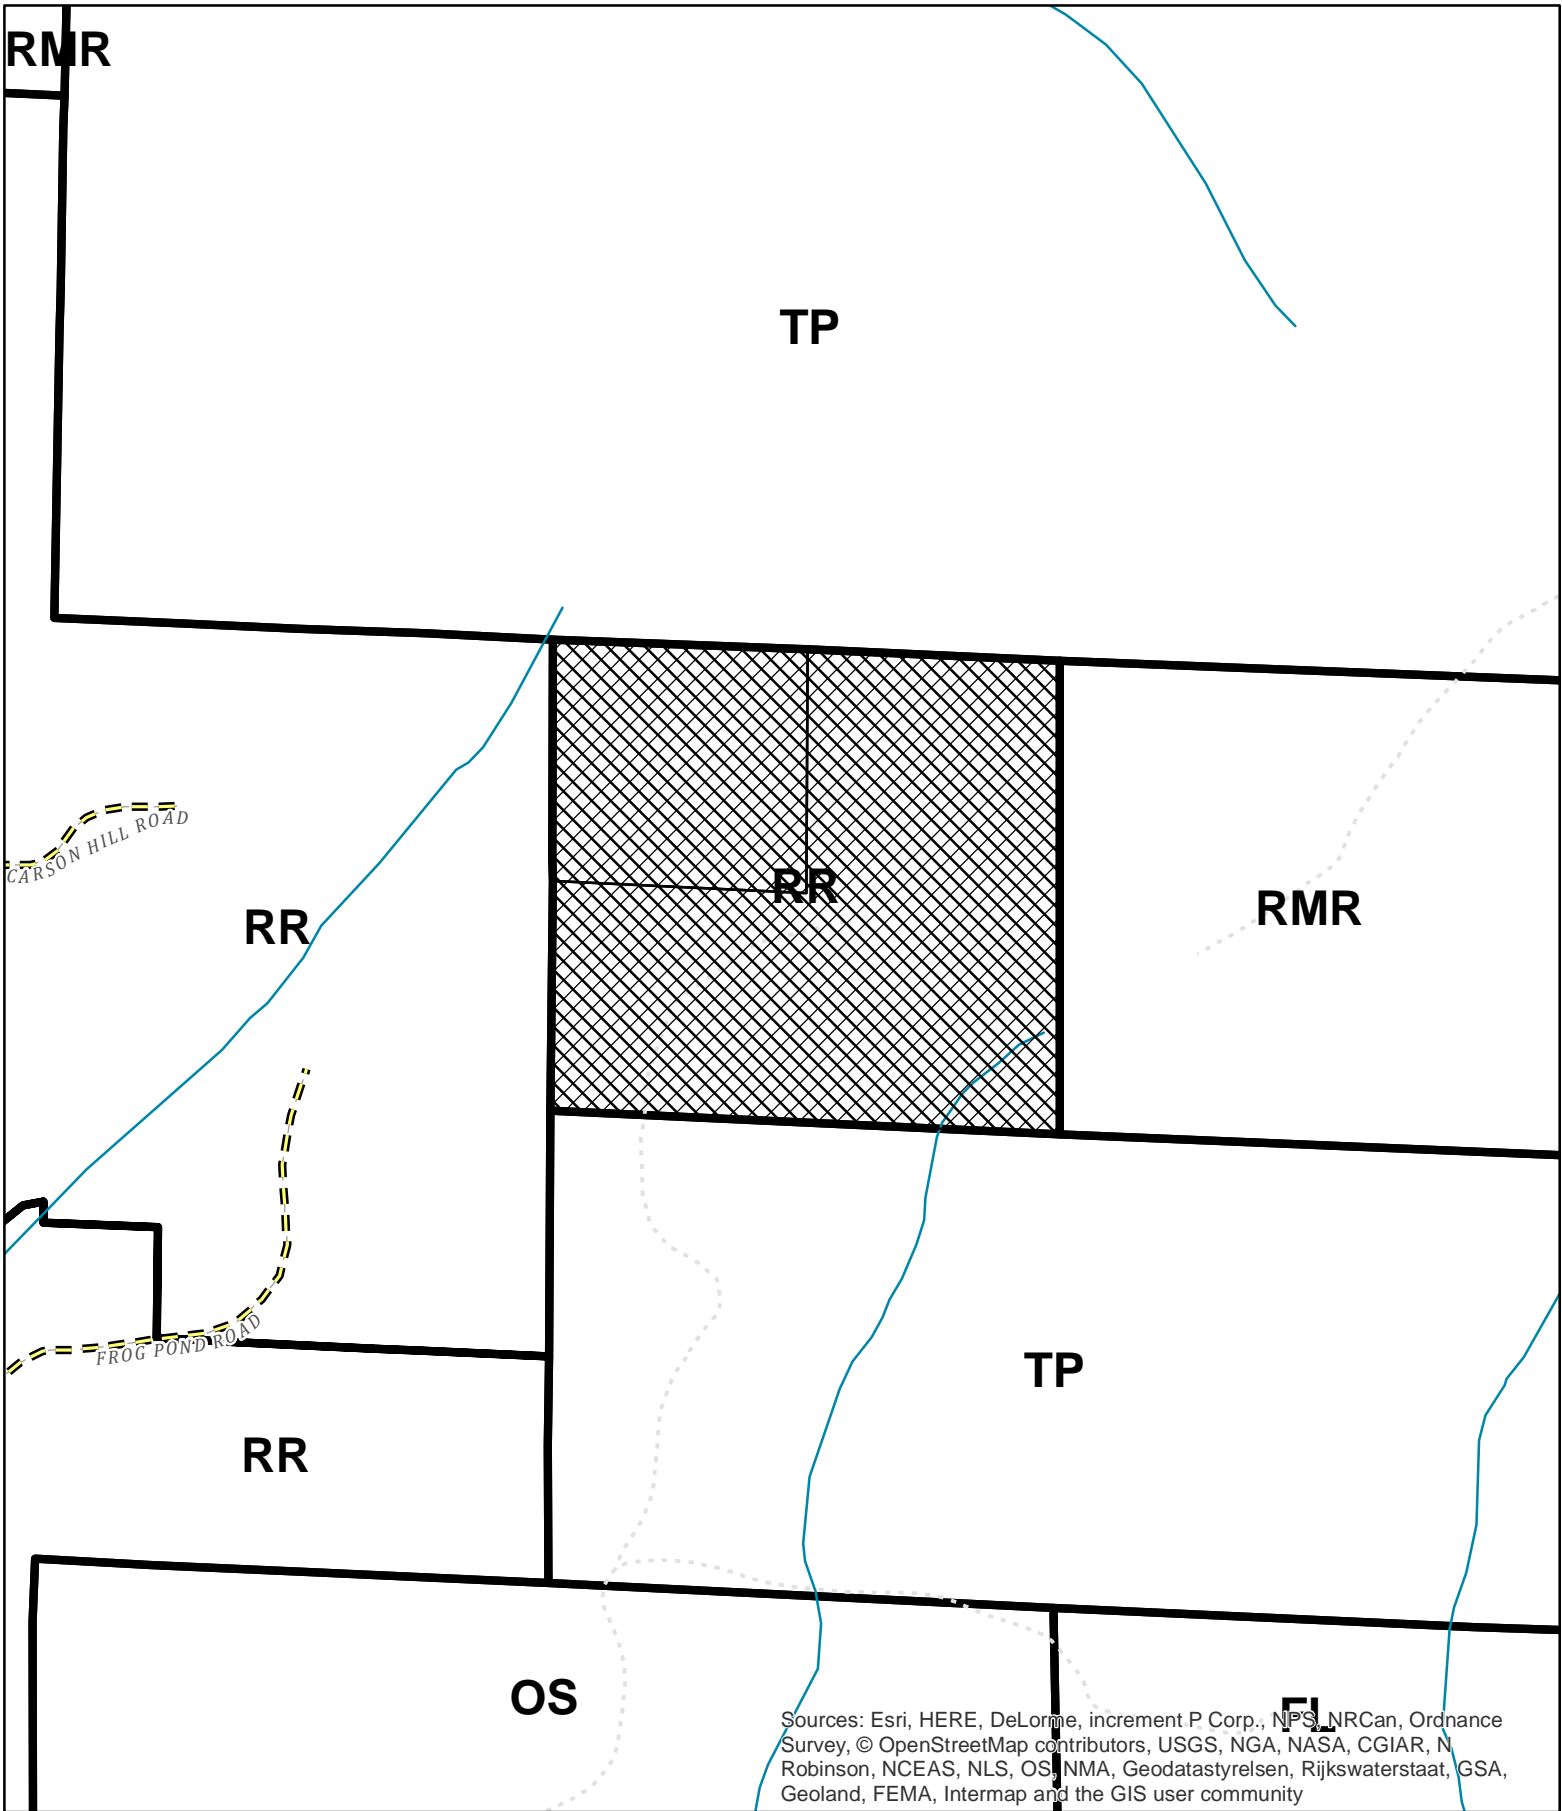 RMR
TP
CARSON HILL ROAD
RR
RR
RMR
FROG POND ROAD
TP
RR
OS
FL
Sources: Esri, HERE, DeLorme, increment P Corp., NPS, NRCan, Ordnance
Survey, © OpenStreetMap contributors, USGS, NGA, NASA, CGIAR, N
Robinson, NCEAS, NLS, OS, NMA, Geodatastyrelsen, Rijkswaterstaat, GSA,
Geoland, FEMA, Intermap and the GIS user community